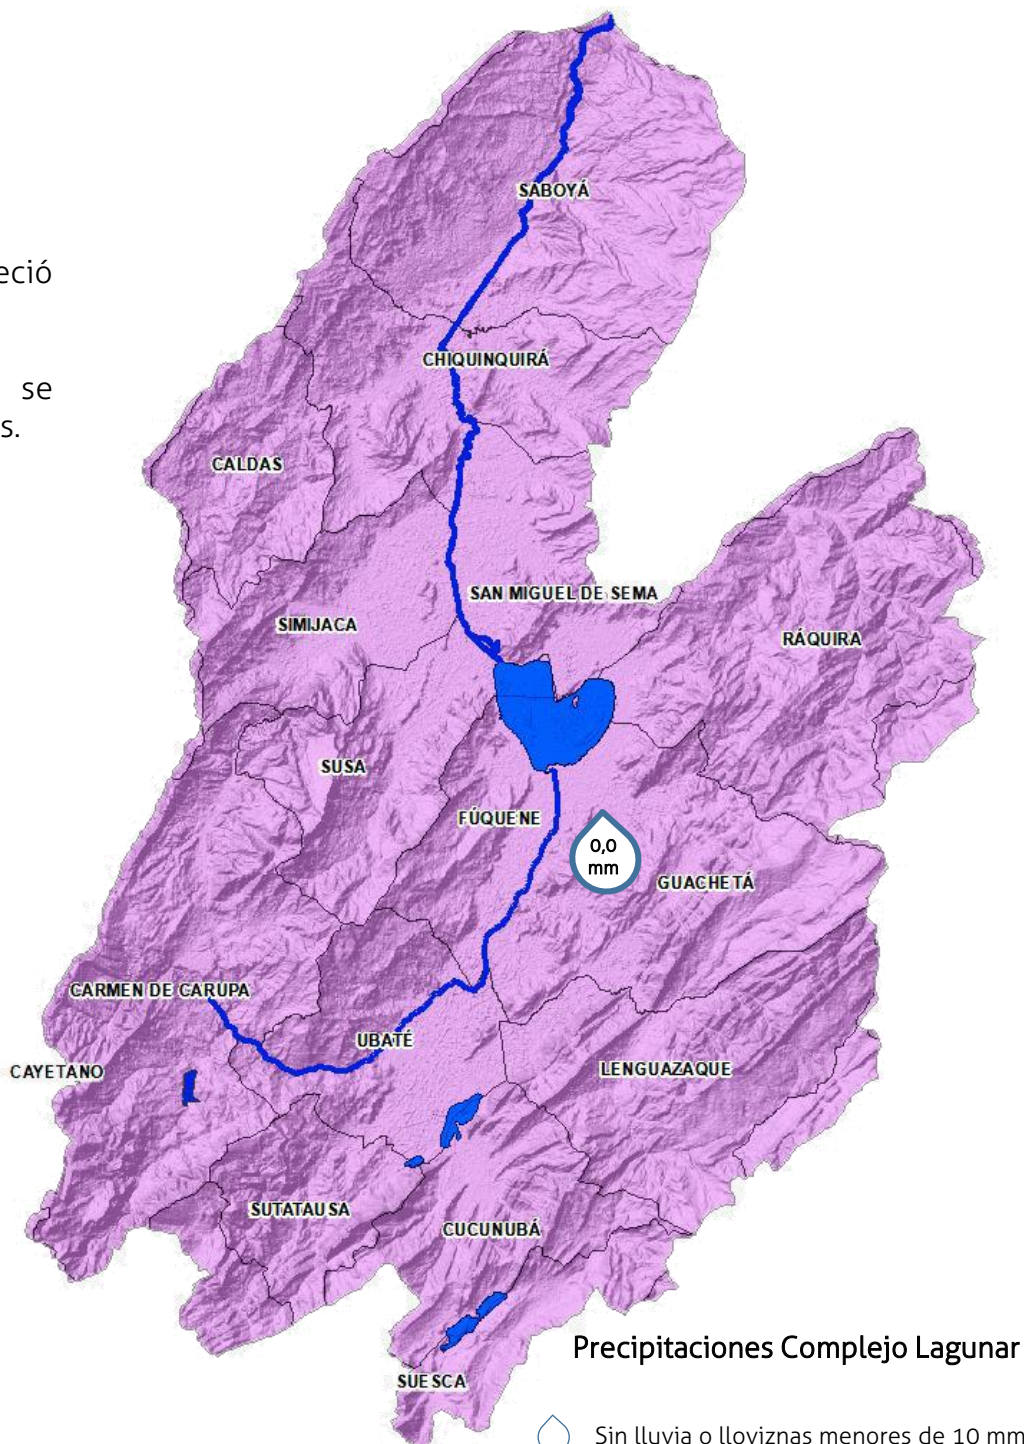 eció
se
s.
SABOYÁ
CHIQUINQUIRÁ
CALDAS
SAN MIGUEL DE SEMA
SIMIJACA
RÁQUIRA
SUSA
FÚQUENE
0,0
mm
GUACHETÁ
CARMEN DE CARUPA
UBATÉ
CAYETANO
LENGUAZAQUE
SUTATAUSA
CUCUNUBÁ
Precipitaciones Complejo Lagunar
SUESCA
Sin lluvia o lloviznas menores de 10 mm